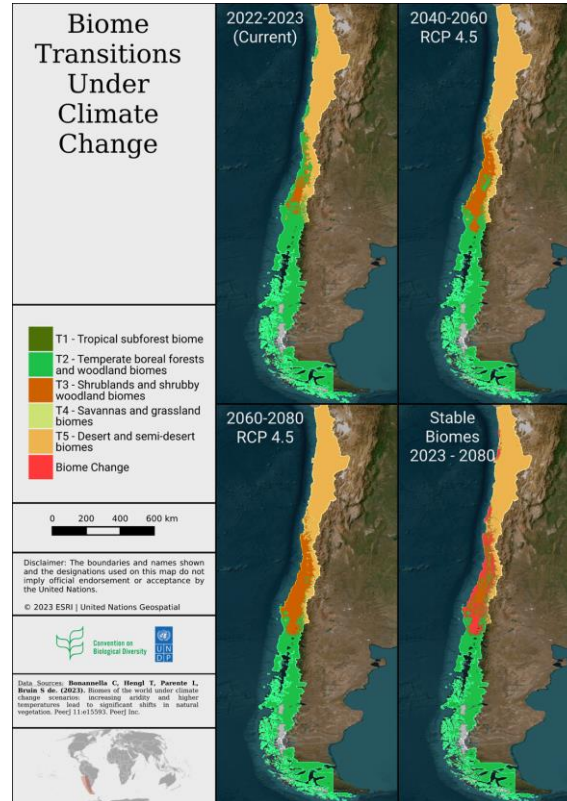 Biome
Transitions
Under
Climate
Change
2022-2023
(Current)
2040-2060
RCP 4.5
T1 - Tropical subforest biome
T2 - Temperate boreal forests
and woodland biomes
T3 - Shrublands and shrubby
woodland biomes
T4 - Savannas and grassland
biomes
T5 - Desert and semi-desert
biomes
Biome Change
2060-2080
RCP 4.5
Stable
Biomes
2023 - 2080
0 200 400 600 km
Disclaimer: The boundaries and names shown
and the designations used on this map do not
imply official endorsement or acceptance by
the United Nations.
© 2023 ESRI | United Nations Geospatial
Convention on
Biological Diversity
U N
D P
Data Sources: Bonannella C, Hengl T, Parente L,
Bruin S de. (2023). Biomes of the world under climate
change scenarios: increasing aridity and higher
temperatures lead to significant shifts in natural
vegetation. PeerJ 11:e15593. PeerJ Inc.